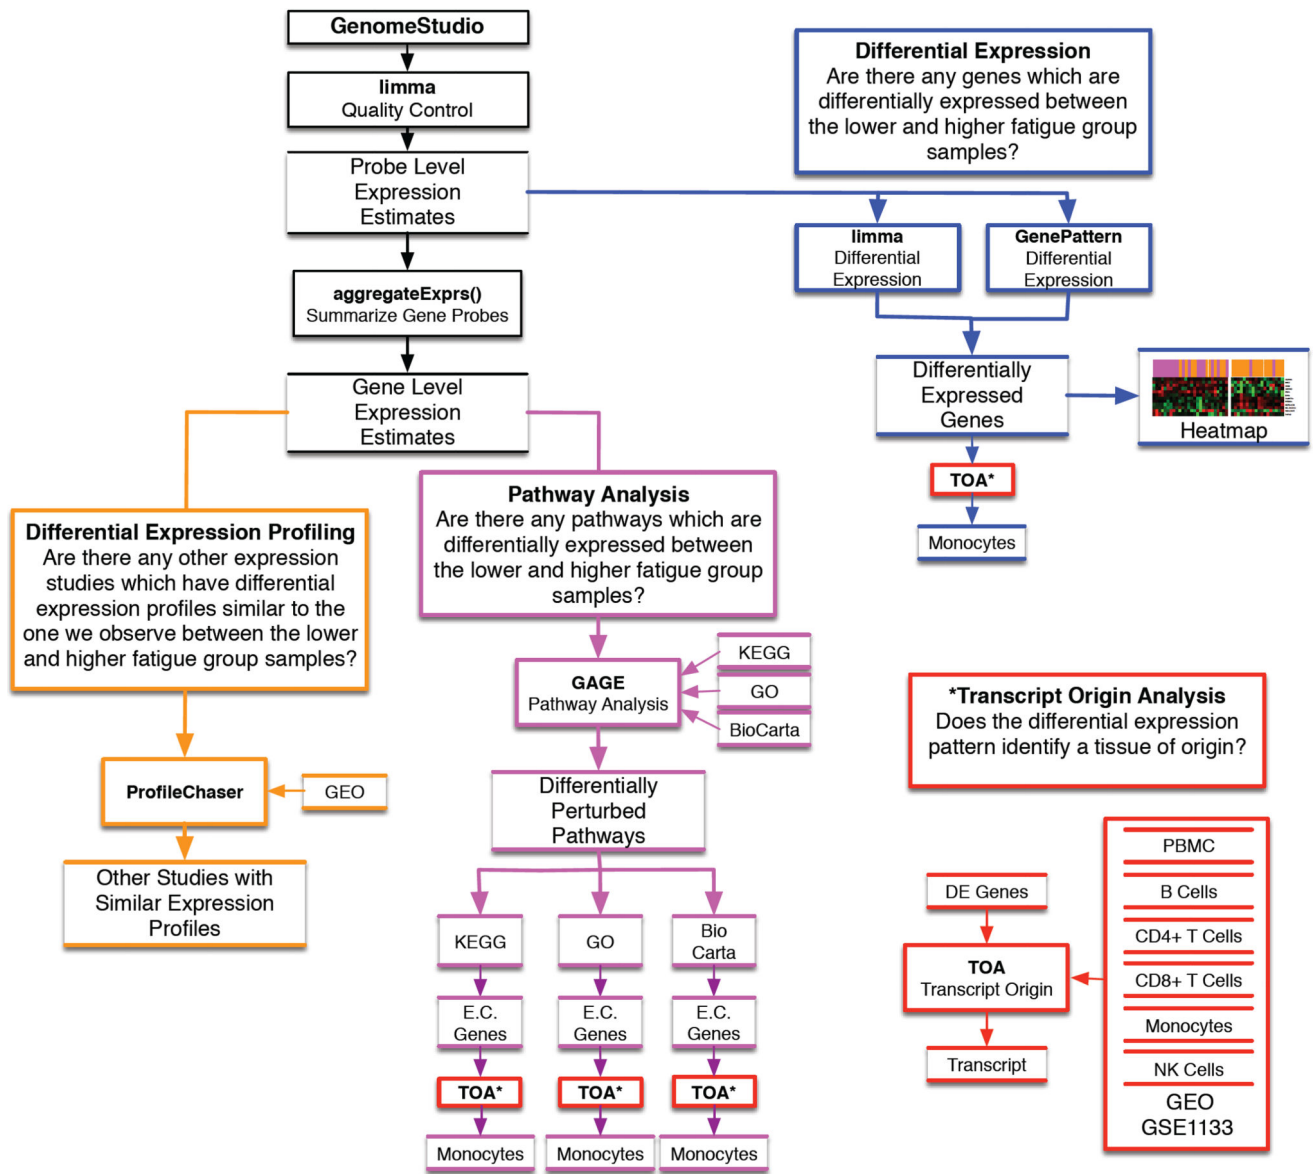 GenomeStudio
limma
Quality Control
Probe Level
Expression
Estimates
aggregateExprs()
Summarize Gene Probes
Gene Level
Expression
Estimates
Differential Expression
Are there any genes which are
differentially expressed between
the lower and higher fatigue group
samples?
limma
Differential
Expression
GenePattern
Differential
Expression
Differentially
Expressed
Genes
Heatmap
TOA*
Monocytes
Differential Expression Profiling
Are there any other expression
studies which have differential
expression profiles similar to the
one we observe between the lower
and higher fatigue group samples?
ProfileChaser
GEO
Other Studies with
Similar Expression
Profiles
Pathway Analysis
Are there any pathways which are
differentially expressed between
the lower and higher fatigue group
samples?
GAGE
Pathway Analysis
KEGG
GO
BioCarta
Differentially
Perturbed
Pathways
KEGG
GO
Bio
Carta
E.C.
Genes
E.C.
Genes
E.C.
Genes
TOA*
TOA*
TOA*
Monocytes
Monocytes
Monocytes
*Transcript Origin Analysis
Does the differential expression
pattern identify a tissue of origin?
DE Genes
TOA
Transcript Origin
Transcript
PBMC
B Cells
CD4+ T Cells
CD8+ T Cells
Monocytes
NK Cells
GEO
GSE1133